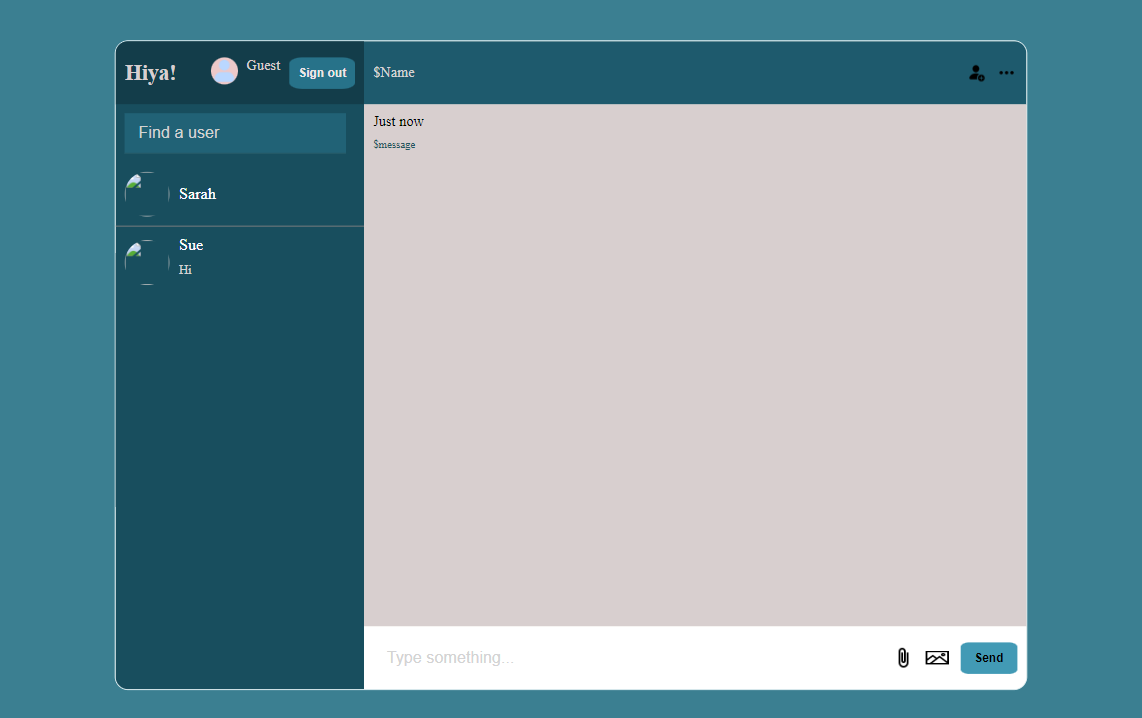 Hiya!
Guest
Sign out
$Name
Find a user
Sarah
Sue
Hi
Just now
$message
Type something...
Send